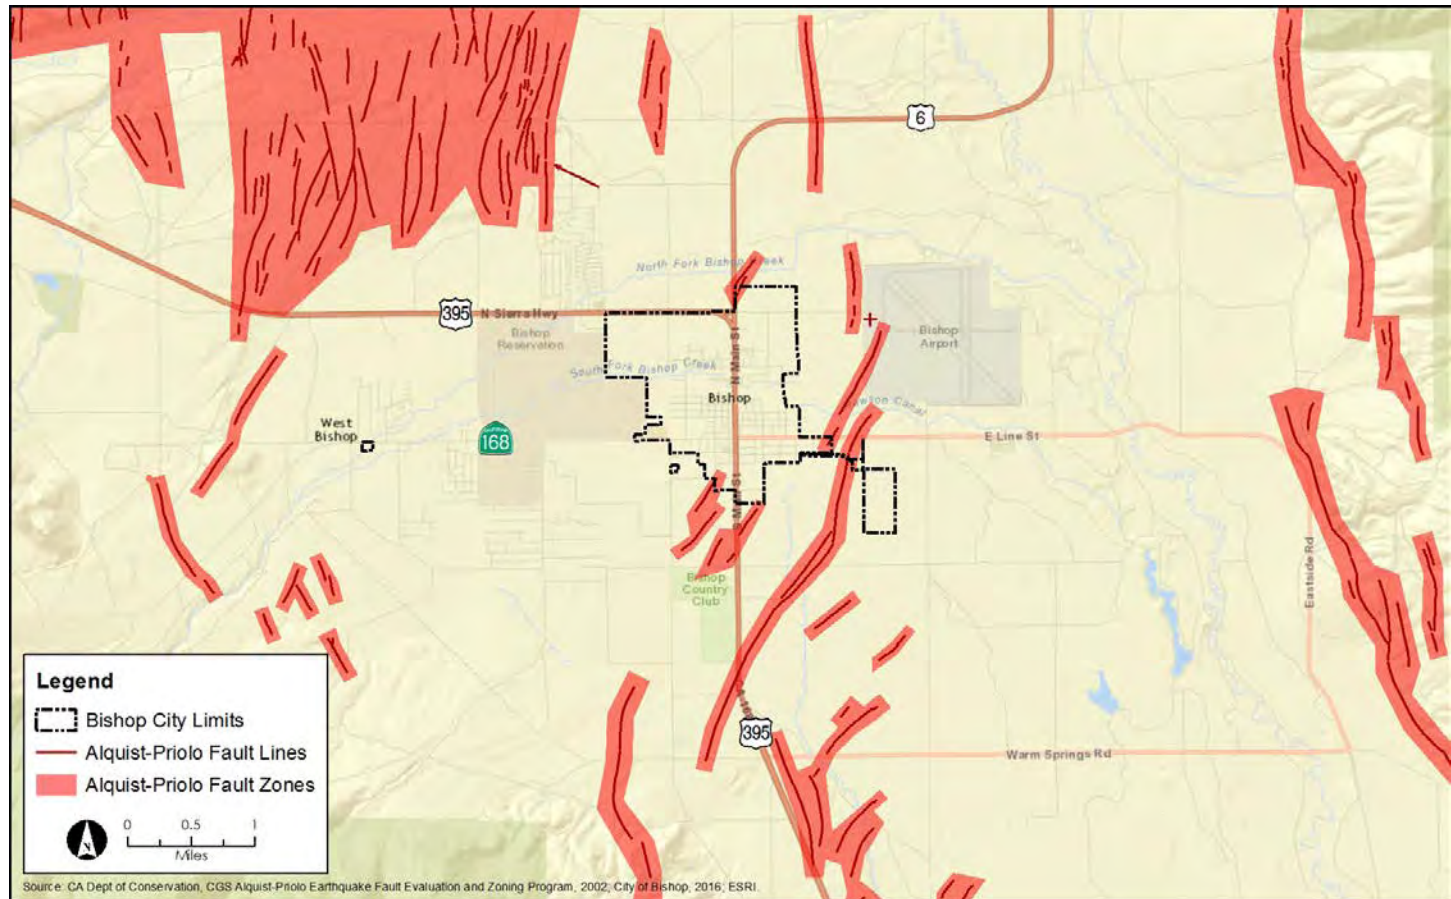 6
North Fork Bishop Creek
395
N Sierra Hwy
Bishop
Reservation
Bishop
Airport
South Fork Bishop Creek
N Main St
Bishop
Canal
West
Bishop
168
E Line St
S Main St
Bishop
Country
Club
Eastside Rd
395
Warm Springs Rd
Legend
Bishop City Limits
Alquist-Priolo Fault Lines
Alquist-Priolo Fault Zones
N
0 0.5 1
Miles
Source: CA Dept of Conservation, CGS Alquist-Priolo Earthquake Fault Evaluation and Zoning Program, 2002; City of Bishop, 2016; ESRI.